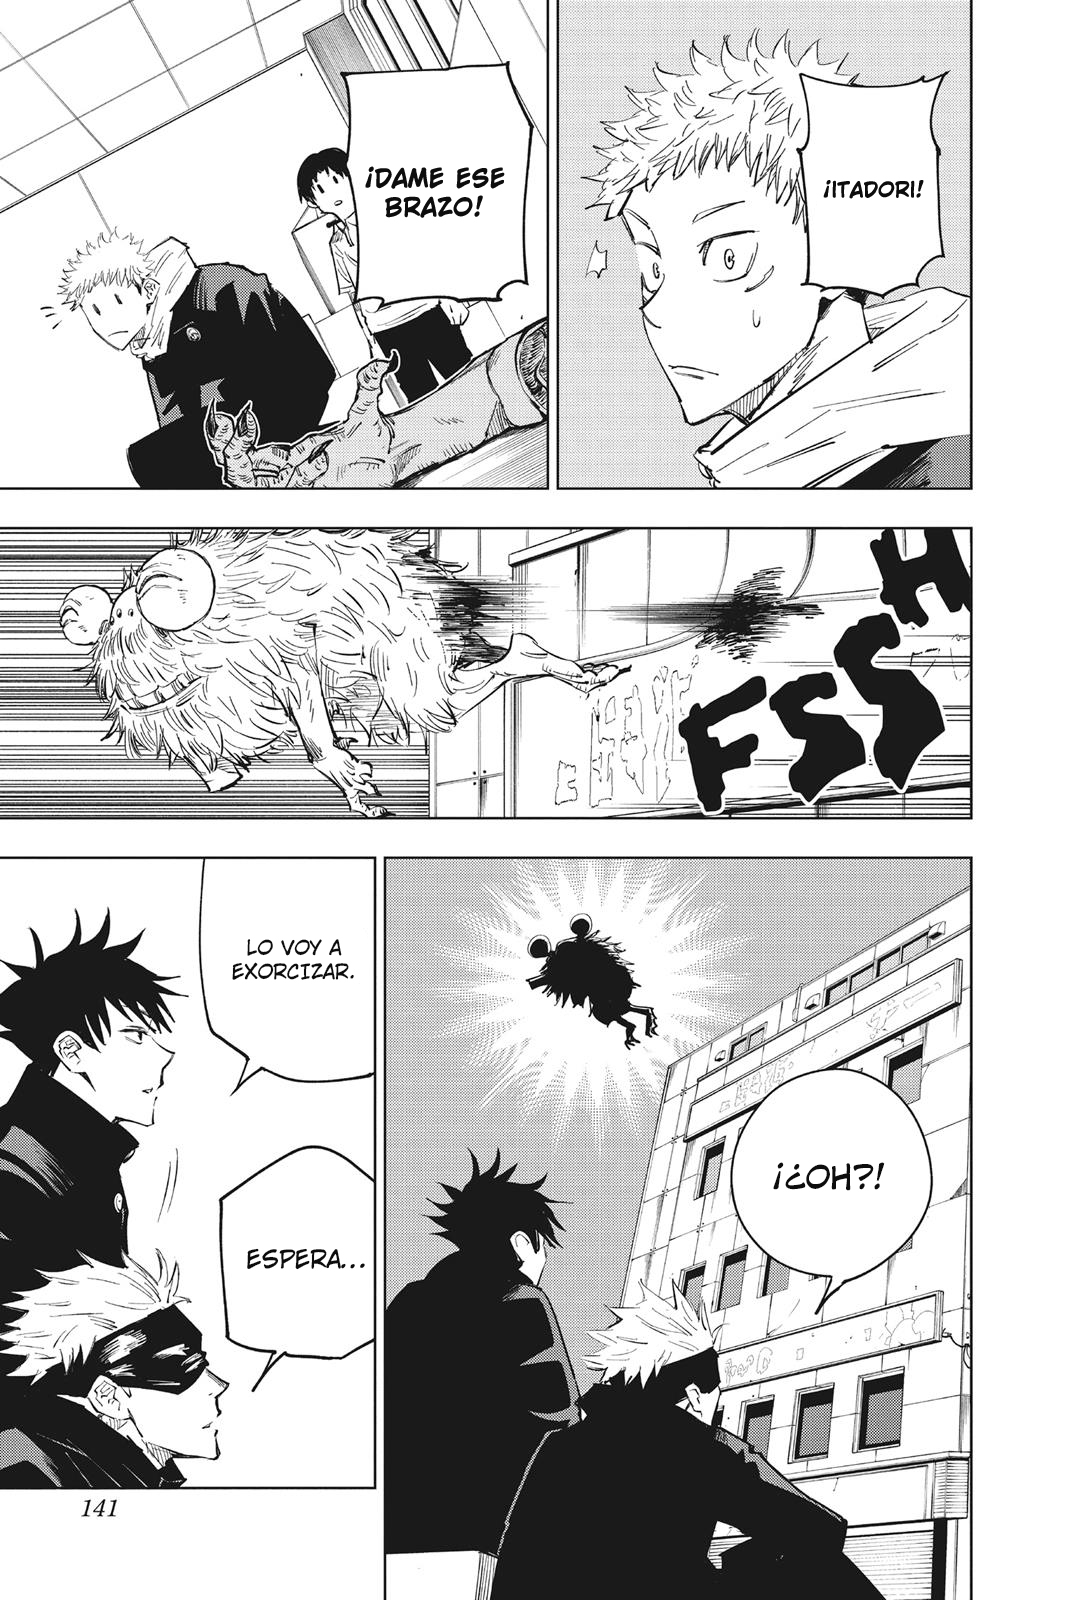 ¡ITADORI!
¡DAME ESE
BRAZO!
FSSH
¡¿OH?!
LO VOY A
EXORCIZAR.
ESPERA...
141